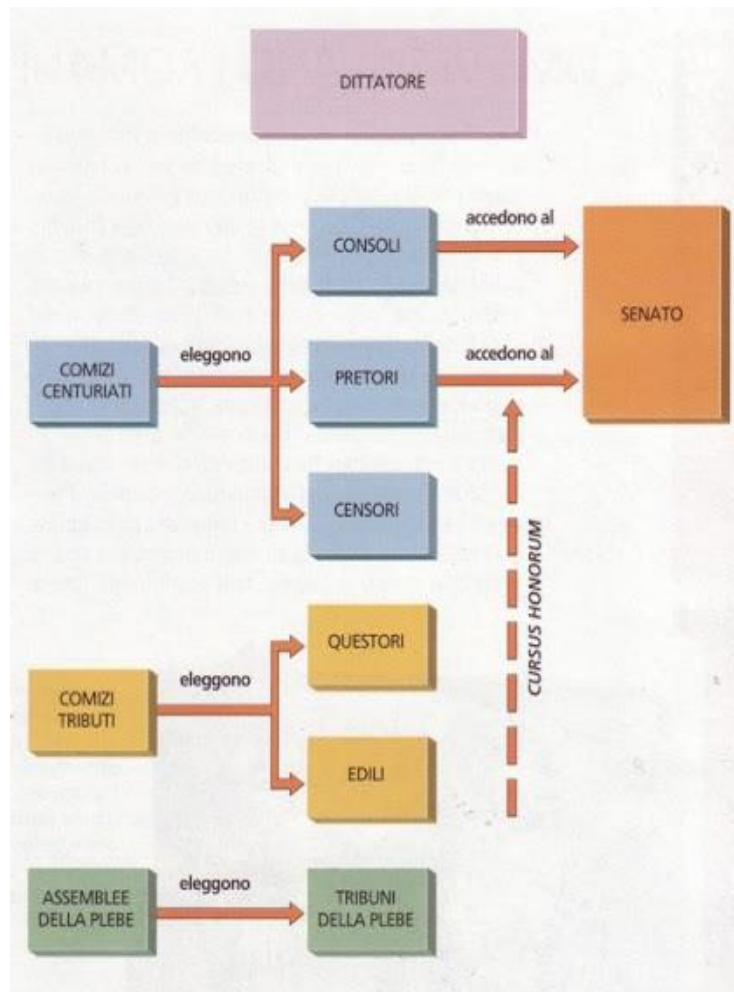 DITTATORE
CONSOLI
accedono al
SENATO
COMIZI
CENTURIATI
eleggono
PRETORI
accedono al
CENSORI
CURSUS HONORUM
COMIZI
TRIBUTI
eleggono
QUESTORI
EDILI
ASSEMBLEE
DELLA PLEBE
eleggono
TRIBUNI
DELLA PLEBE